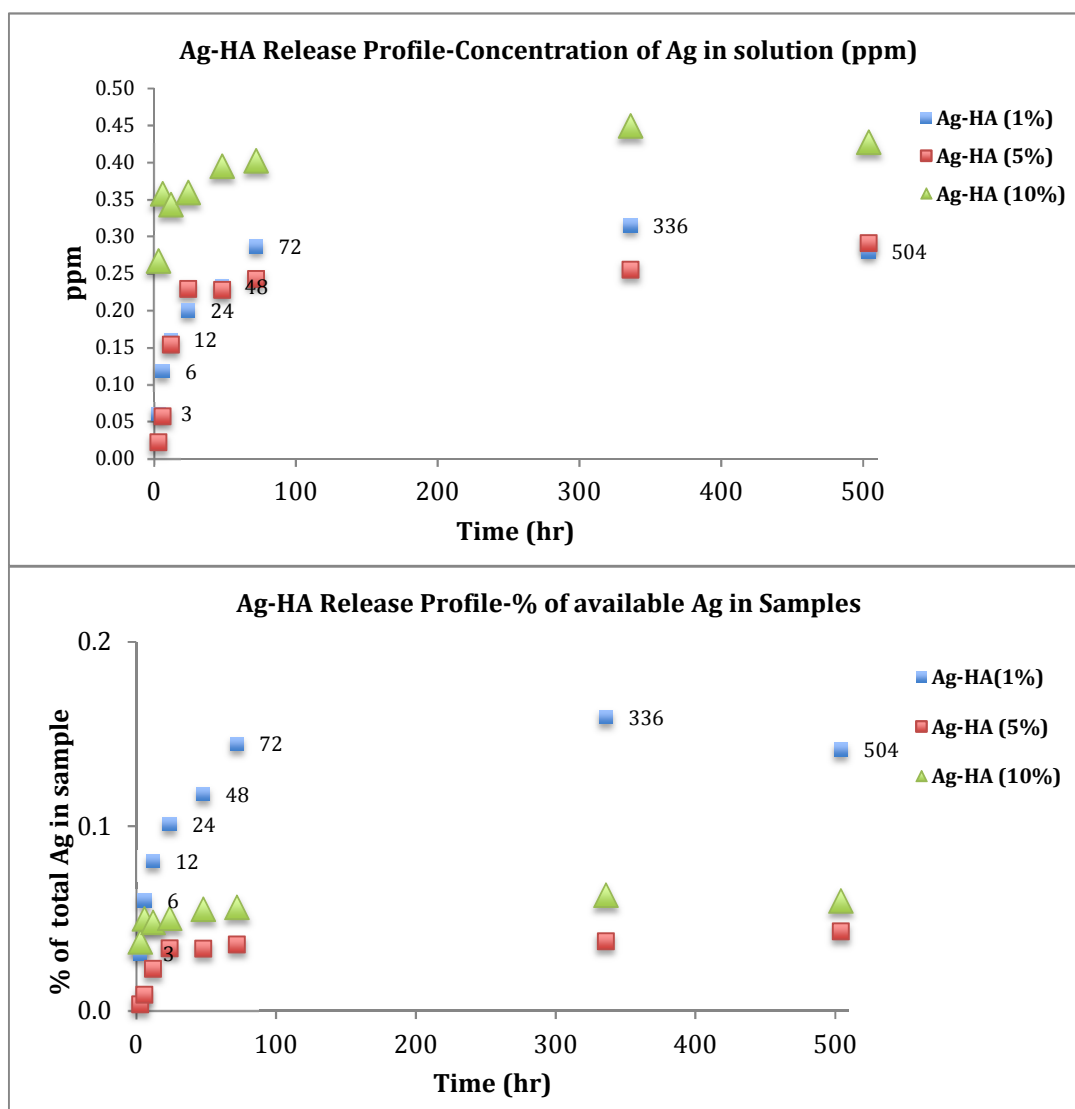 Ag-HA Release Profile-Concentration of Ag in solution (ppm)
0.50
0.45
0.40
0.35
0.30
0.25
0.20
0.15
0.10
0.05
0.00
ppm
3
6
12
24
48
72
336
504
0 100 200 300 400 500
Time (hr)
Ag-HA (1%)
Ag-HA (5%)
Ag-HA (10%)
Ag-HA Release Profile-% of available Ag in Samples
0.2
0.1
0.0
% of total Ag in sample
3
6
12
24
48
72
336
504
0 100 200 300 400 500
Time (hr)
Ag-HA(1%)
Ag-HA (5%)
Ag-HA (10%)